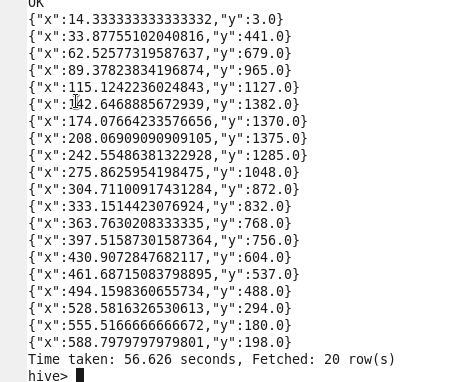 OK
{"x":14.333333333333332,"y":3.0}
{"x":33.87755102040816,"y":441.0}
{"x":62.52577319587637,"y":679.0}
{"x":89.37823834196874,"y":965.0}
{"x":115.1242236024843,"y":1127.0}
{"x":142.6468885672939,"y":1382.0}
{"x":174.07664233576656,"y":1370.0}
{"x":208.06909090909105,"y":1375.0}
{"x":242.55486381322928,"y":1285.0}
{"x":275.8625954198475,"y":1048.0}
{"x":304.71100917431284,"y":872.0}
{"x":333.1514423076924,"y":832.0}
{"x":363.7630208333335,"y":768.0}
{"x":397.51587301587364,"y":756.0}
{"x":430.9072847682117,"y":604.0}
{"x":461.68715083798895,"y":537.0}
{"x":494.1598360655734,"y":488.0}
{"x":528.5816326530613,"y":294.0}
{"x":555.5166666666672,"y":180.0}
{"x":588.7979797979801,"y":198.0}
Time taken: 56.626 seconds, Fetched: 20 row(s)
hive>